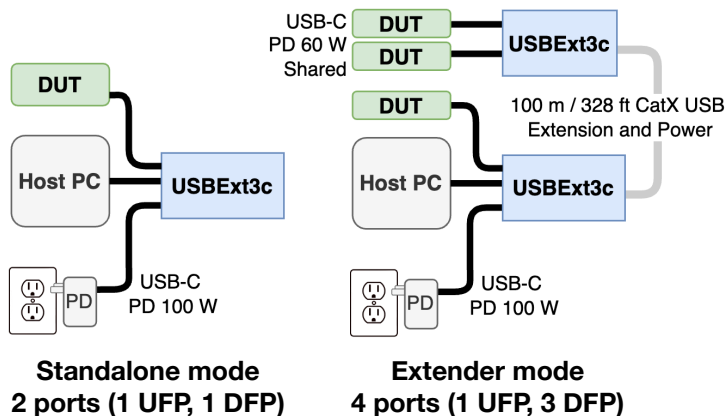 DUT
Host PC
USBExt3c
PD
USB-C
PD 100 W
Standalone mode
2 ports (1 UFP, 1 DFP)
USB-C
PD 60 W
Shared
DUT
DUT
USBExt3c
DUT
100 m / 328 ft CatX USB
Extension and Power
Host PC
USBExt3c
PD
USB-C
PD 100 W
Extender mode
4 ports (1 UFP, 3 DFP)